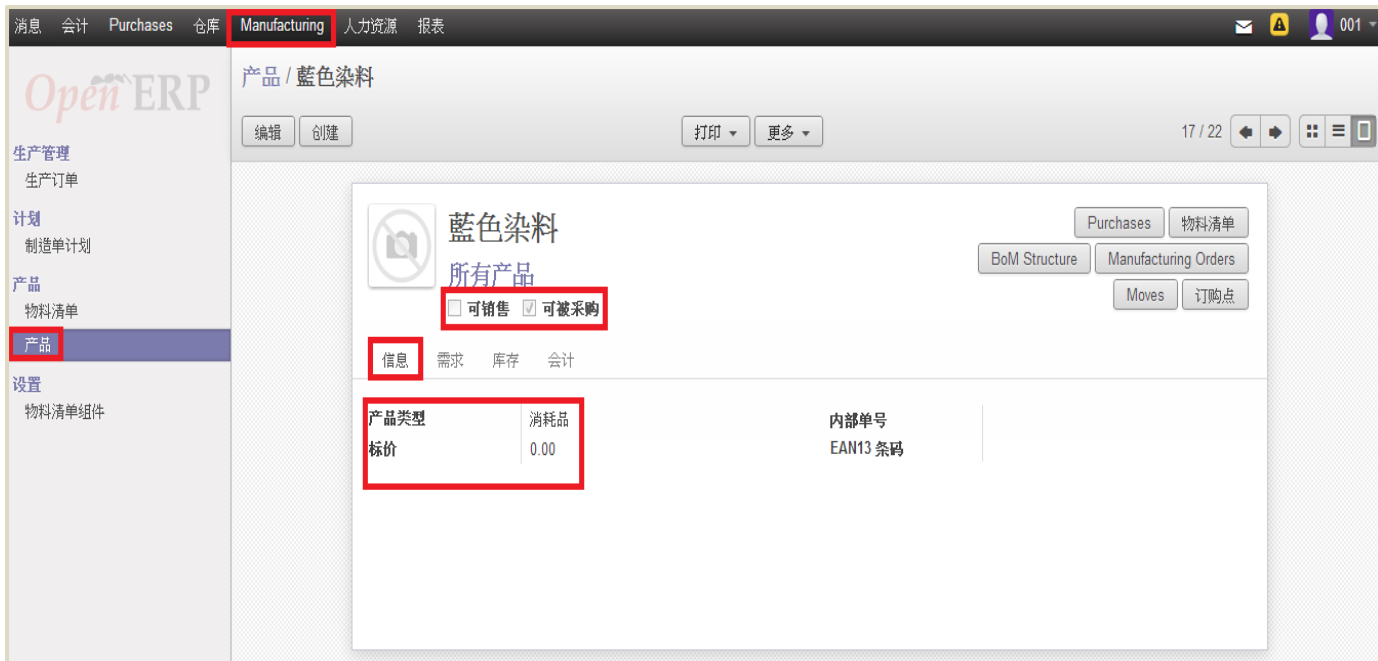 消息 会计 Purchases 仓库 Manufacturing 人力资源 报表 001
Open ERP
产品 / 藍色染料
编辑 创建 打印 更多 17 / 22
生产管理
生产订单
计划
制造单计划
产品
物料清单
产品
设置
物料清单组件
藍色染料
所有产品
可销售 可被采购
Purchases 物料清单
BoM Structure Manufacturing Orders
Moves 订购点
信息 需求 库存 会计
产品类型 消耗品 内部单号
标价 0.00 EAN13 条码